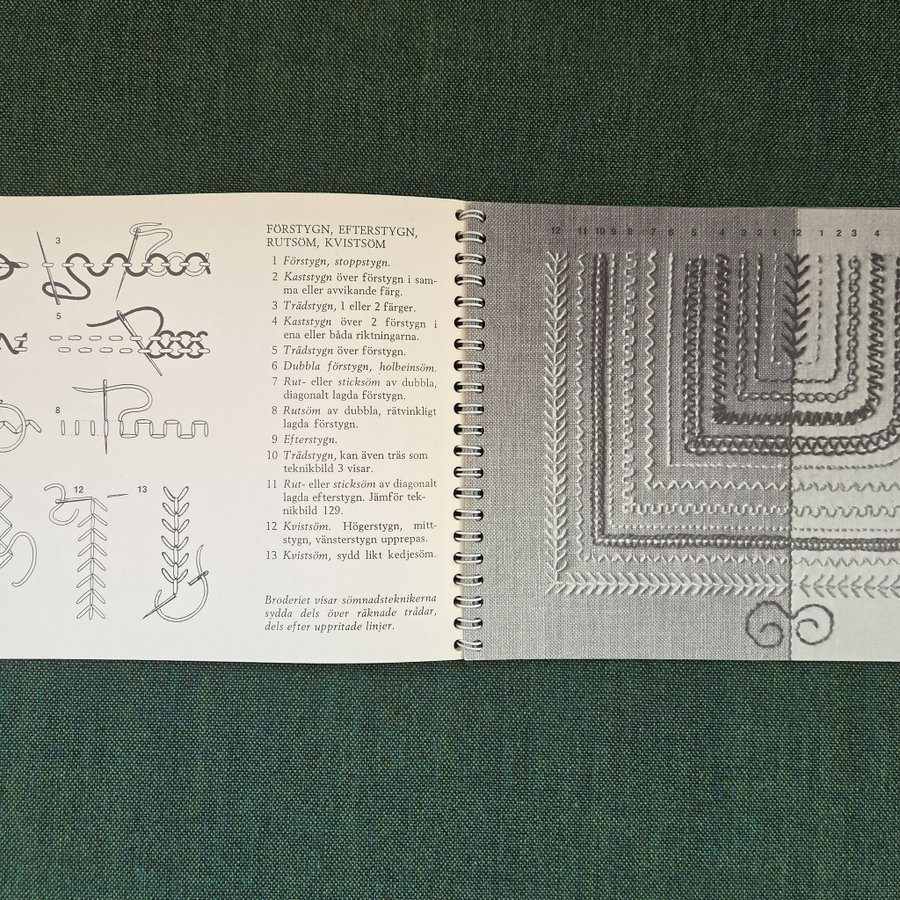 FÖRSTYGN, EFTERSTYGN,
RUTSÖM, KVISTSÖM
1 Förstygn, stoppstygn.
2 Kaststygn över förstygn i sam-
ma eller avvikande färg.
3 Trädstygn, 1 eller 2 färger.
4 Kaststygn över 2 förstygn i
ena eller båda riktningarna.
5 Trädstygn över förstygn.
6 Dubbla förstygn, holbeinsöm.
7 Rut- eller sticksöm av dubbla,
diagonalt lagda förstygn.
8 Rutsöm av dubbla, rätvinkligt
lagda förstygn.
9 Efterstygn.
10 Trädstygn, kan även träs som
teknikbild 3 visar.
11 Rut- eller sticksöm av diagonalt
lagda efterstygn. Jämför tek-
nikbild 129.
12 Kvistsöm. Högerstygn, mitt-
stygn, vänsterstygn upprepas.
13 Kvistsöm, sydd likt kedjesöm.
Broderiet visar sömnadsteknikerna
sydda dels över räknade trådar,
dels efter uppritade linjer.
3
5
8
12 13
12 11 10 9 8 7 6 5 4 3 2 1 12 1 2 3 4